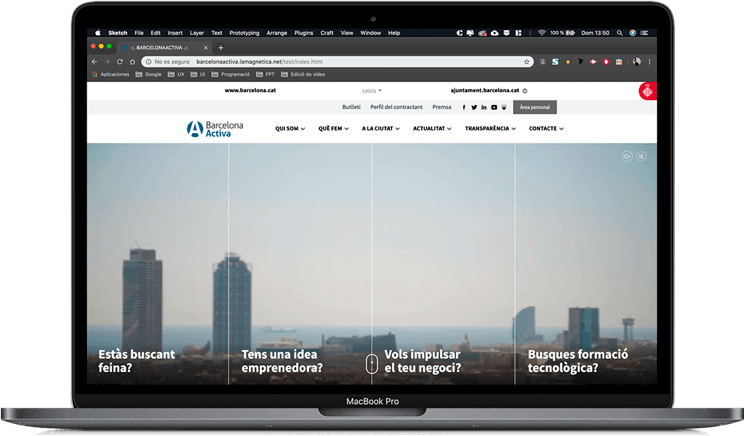 Sketch File Edit Insert Layer Text Prototyping Arrange Plugins Craft View Window Help 100 % Dom 13:50
BARCELONAACTIVA
No es seguro barcelonaactiva.lamagnetica.net/test/index.html
Aplicaciones Google UX UI Programació FPT Edició de vídeo
www.barcelona.cat català ajuntament.barcelona.cat
Butlletí Perfil del contractant Premsa Àrea personal
Barcelona
Activa
QUI SOM QUÈ FEM A LA CIUTAT ACTUALITAT TRANSPARÈNCIA CONTACTE
Estàs buscant
feina?
Tens una idea
emprenedora?
Vols impulsar
el teu negoci?
Busques formació
tecnològica?
MacBook Pro